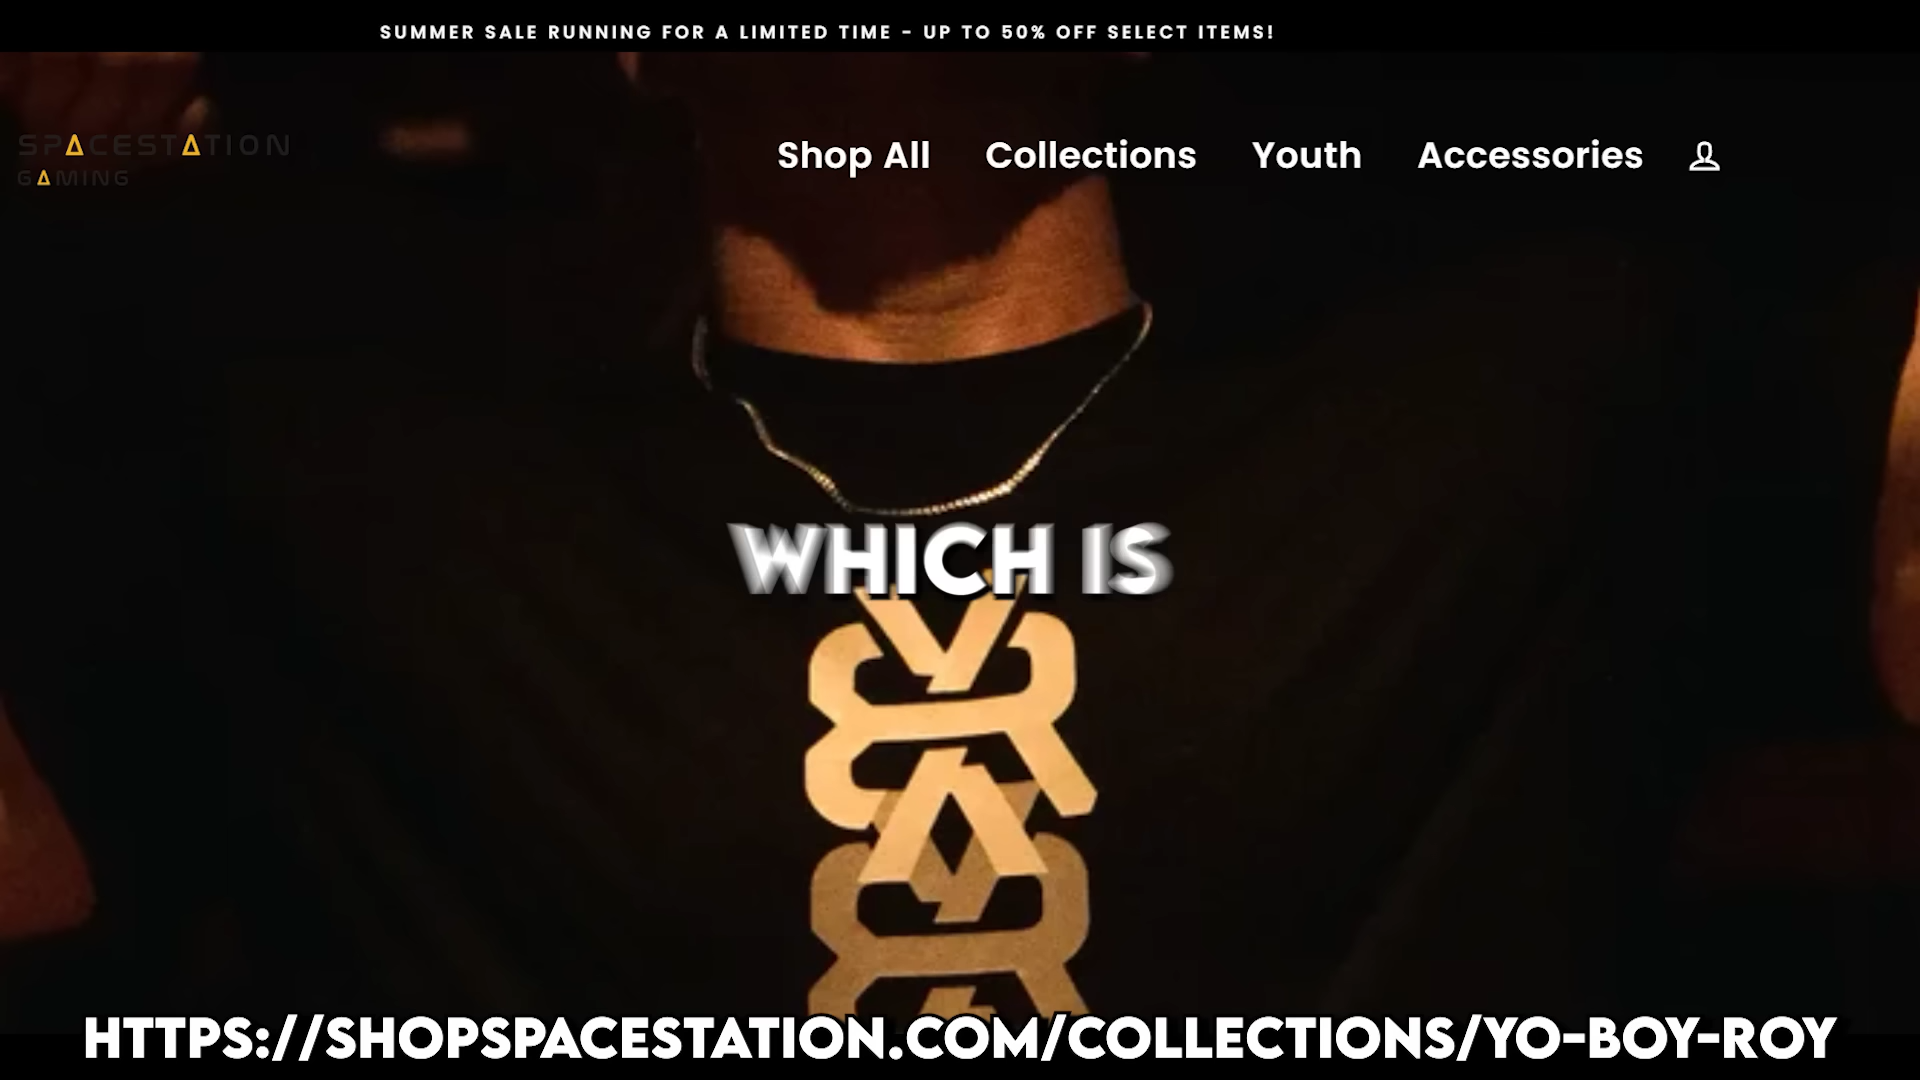 SUMMER SALE RUNNING FOR A LIMITED TIME - UP TO 50% OFF SELECT ITEMS!
SPACESTATION
GAMING
Shop All Collections Youth Accessories
WHICH IS
HTTPS://SHOPSPACESTATION.COM/COLLECTIONS/YO-BOY-ROY